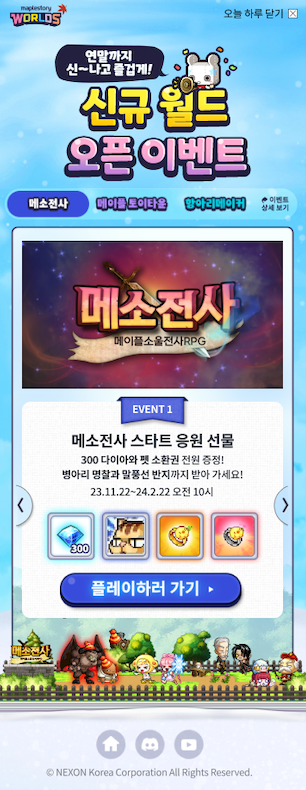 maplestory
WORLDS
오늘 하루 닫기
연말까지
신~나고 즐겁게!
신규 월드
오픈 이벤트
메소전사
메이플 토이타운
항아리메이커
이벤트
상세 보기
메소전사
메이플소울전사RPG
EVENT 1
메소전사 스타트 응원 선물
300 다이아와 펫 소환권 전원 증정!
병아리 명찰과 말풍선 반지까지 받아 가세요!
23.11.22~24.2.22 오전 10시
300
플레이하러 가기
메소전사
© NEXON Korea Corporation All Rights Reserved.